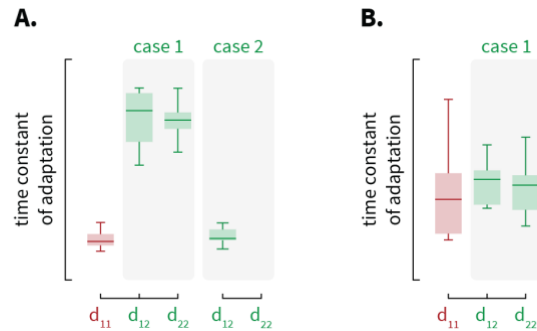 A.
case 1 case 2
time constant
of adaptation
d11 d12 d22 d12 d22
B.
case 1
time constant
of adaptation
d11 d12 d22